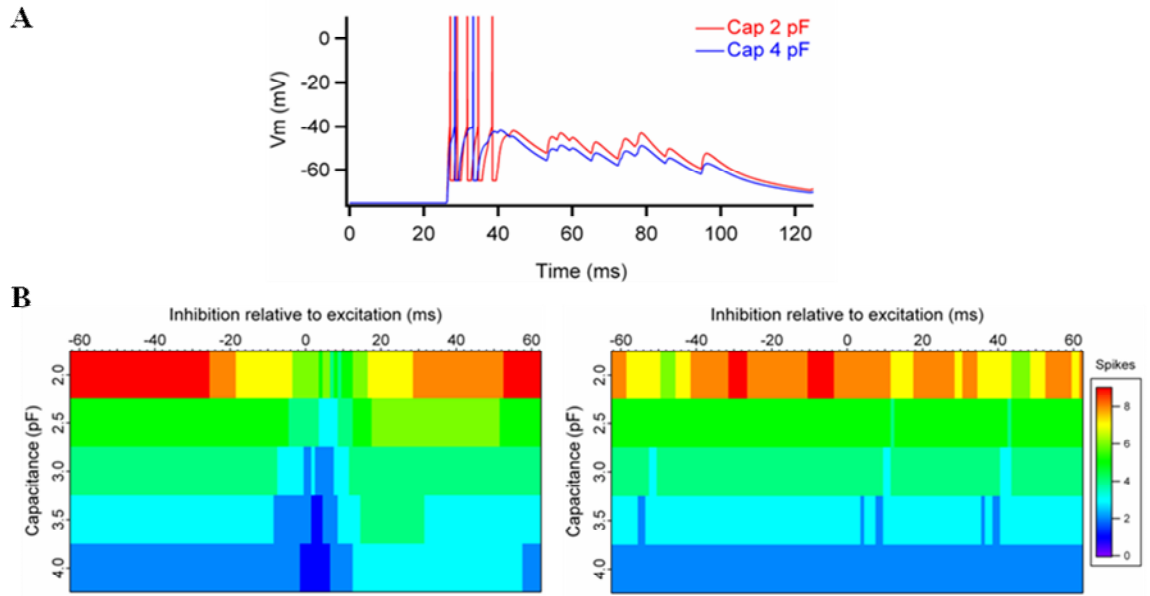 A
Cap 2 pF
Cap 4 pF
Vm (mV)
0
-20
-40
-60
0 20 40 60 80 100 120
Time (ms)
B
Inhibition relative to excitation (ms)
-60 -40 -20 0 20 40 60
Capacitance (pF)
2.0
2.5
3.0
3.5
4.0
Inhibition relative to excitation (ms)
-60 -40 -20 0 20 40 60
Capacitance (pF)
2.0
2.5
3.0
3.5
4.0
Spikes
8
6
4
2
0